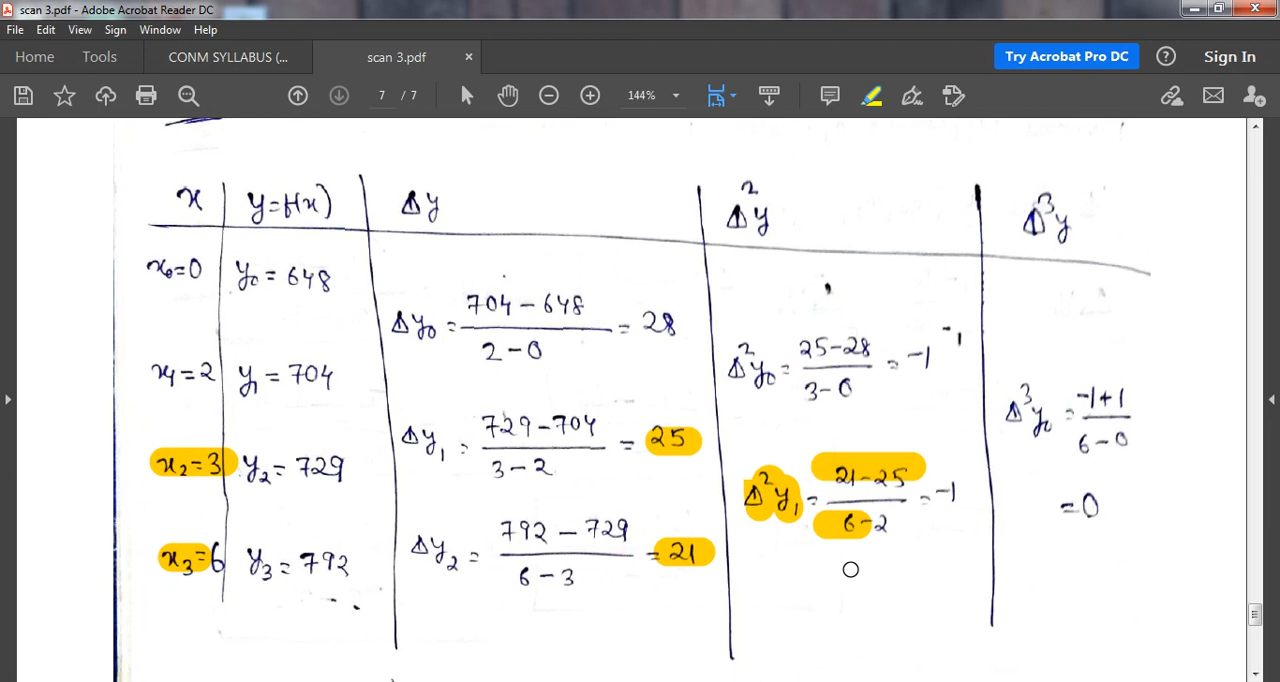 scan 3.pdf - Adobe Acrobat Reader DC
File Edit View Sign Window Help
Home Tools CONM SYLLABUS (... scan 3.pdf × Try Acrobat Pro DC ? Sign In
7 / 7 144%
x y=f(x) Δy Δ²y Δ³y
x₀=0 y₀ = 648
Δy₀ = 704 - 648 / 2-0 = 28
x₁=2 y₁ = 704
Δ²y₀ = 25-28 / 3-0 = -1 -1
Δ³y₀ = -1+1 / 6-0
Δy₁ = 729-704 / 3-2 = 25
x₂=3 y₂ = 729
Δ²y₁ = 21-25 / 6-2 = -1
=0
x₃=6 y₃ = 792
Δy₂ = 792 - 729 / 6-3 = 21